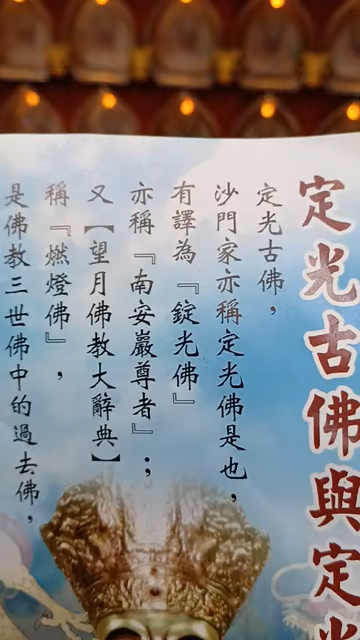 定光古佛與定光
定光古佛，
沙門家亦稱定光佛是也，
有譯為『錠光佛』
亦稱『南安嚴尊者』；
又【望月佛教大辭典】
稱『燃燈佛』，
是佛教三世佛中的過去佛，